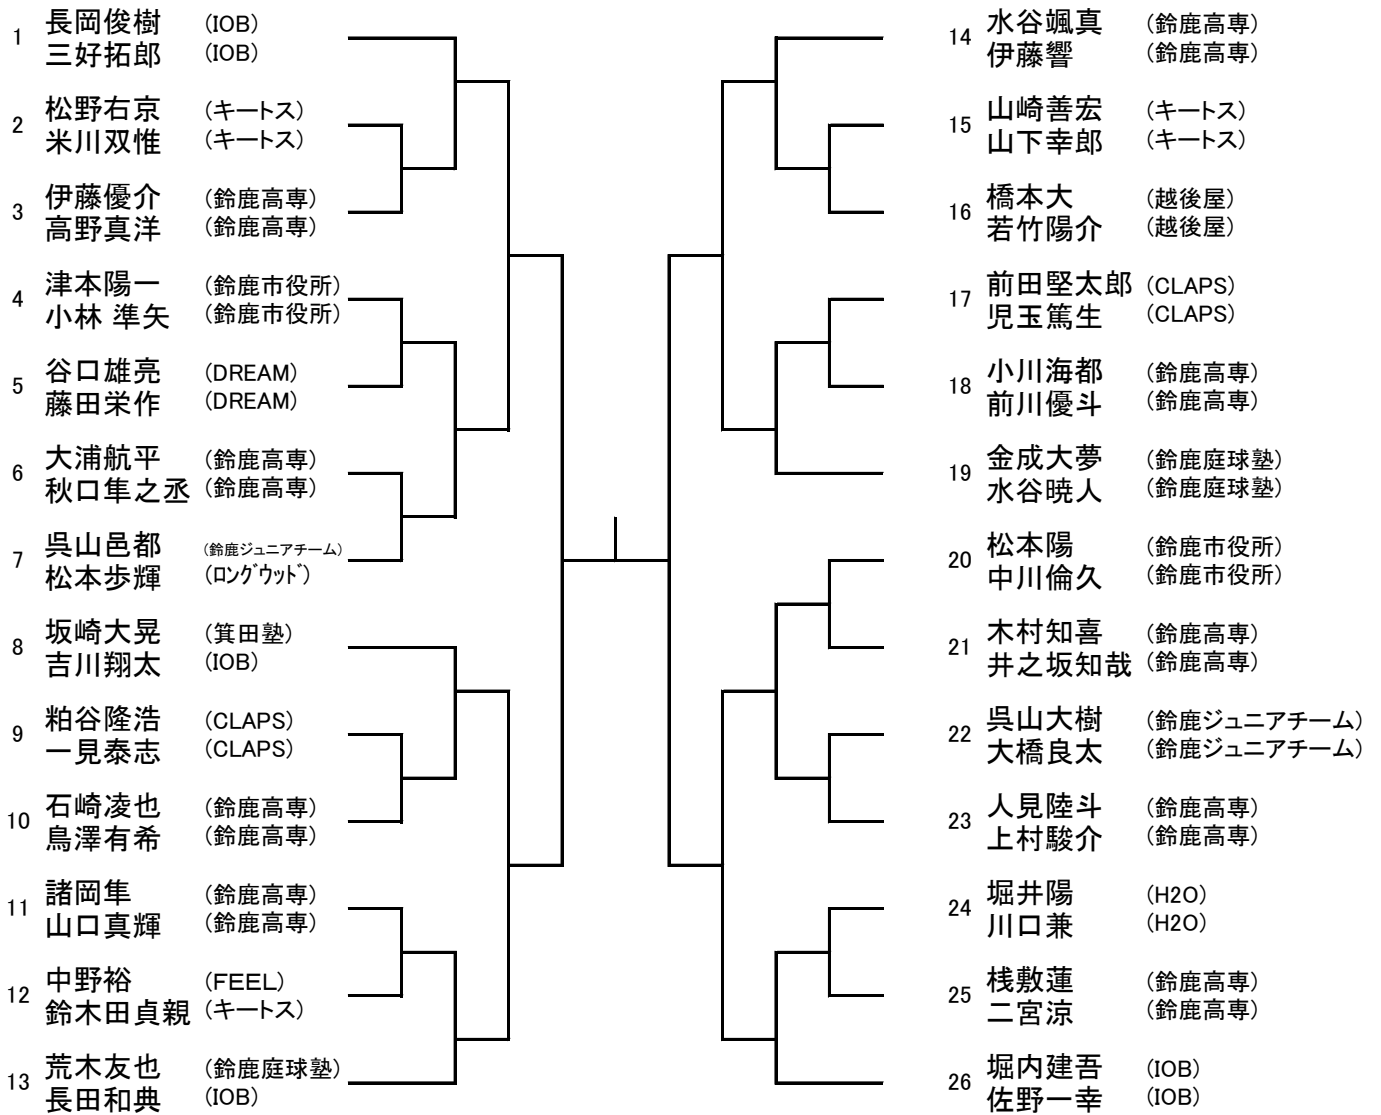 1 長岡俊樹 (IOB)
三好拓郎 (IOB)
2 松野右京 (キートス)
米川双惟 (キートス)
3 伊藤優介 (鈴鹿高専)
高野真洋 (鈴鹿高専)
4 津本陽一 (鈴鹿市役所)
小林 準矢 (鈴鹿市役所)
5 谷口雄亮 (DREAM)
藤田栄作 (DREAM)
6 大浦航平 (鈴鹿高専)
秋口隼之丞 (鈴鹿高専)
7 呉山邑都 (鈴鹿ジュニアチーム)
松本歩輝 (ロングウッド)
8 坂崎大晃 (箕田塾)
吉川翔太 (IOB)
9 粕谷隆浩 (CLAPS)
一見泰志 (CLAPS)
10 石崎凌也 (鈴鹿高専)
鳥澤有希 (鈴鹿高専)
11 諸岡隼 (鈴鹿高専)
山口真輝 (鈴鹿高専)
12 中野裕 (FEEL)
鈴木田貞親 (キートス)
13 荒木友也 (鈴鹿庭球塾)
長田和典 (IOB)
14 水谷颯真 (鈴鹿高専)
伊藤響 (鈴鹿高専)
15 山崎善宏 (キートス)
山下幸郎 (キートス)
16 橋本大 (越後屋)
若竹陽介 (越後屋)
17 前田堅太郎 (CLAPS)
児玉篤生 (CLAPS)
18 小川海都 (鈴鹿高専)
前川優斗 (鈴鹿高専)
19 金成大夢 (鈴鹿庭球塾)
水谷暁人 (鈴鹿庭球塾)
20 松本陽 (鈴鹿市役所)
中川倫久 (鈴鹿市役所)
21 木村知喜 (鈴鹿高専)
井之坂知哉 (鈴鹿高専)
22 呉山大樹 (鈴鹿ジュニアチーム)
大橋良太 (鈴鹿ジュニアチーム)
23 人見陸斗 (鈴鹿高専)
上村駿介 (鈴鹿高専)
24 堀井陽 (H2O)
川口兼 (H2O)
25 桟敷蓮 (鈴鹿高専)
二宮涼 (鈴鹿高専)
26 堀内建吾 (IOB)
佐野一幸 (IOB)